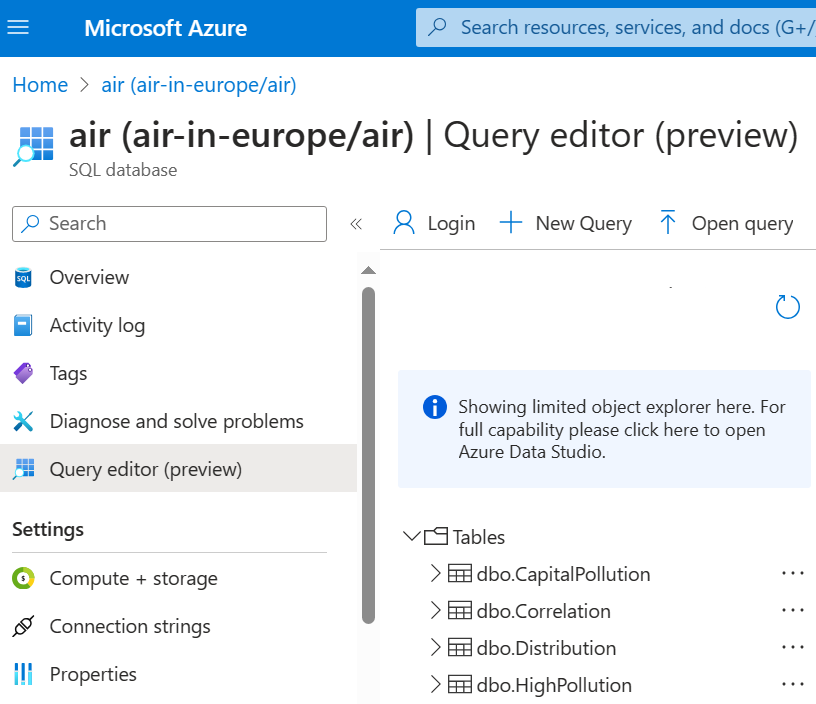 Microsoft Azure
Search resources, services, and docs (G+/
Home > air (air-in-europe/air)
air (air-in-europe/air) | Query editor (preview)
SQL database
Search
«
Login
New Query
Open query
SQL Overview
Activity log
Tags
Diagnose and solve problems
Query editor (preview)
Settings
Compute + storage
Connection strings
Properties
Showing limited object explorer here. For
full capability please click here to open
Azure Data Studio.
Tables
dbo.CapitalPollution ...
dbo.Correlation ...
dbo.Distribution ...
dbo.HighPollution ...